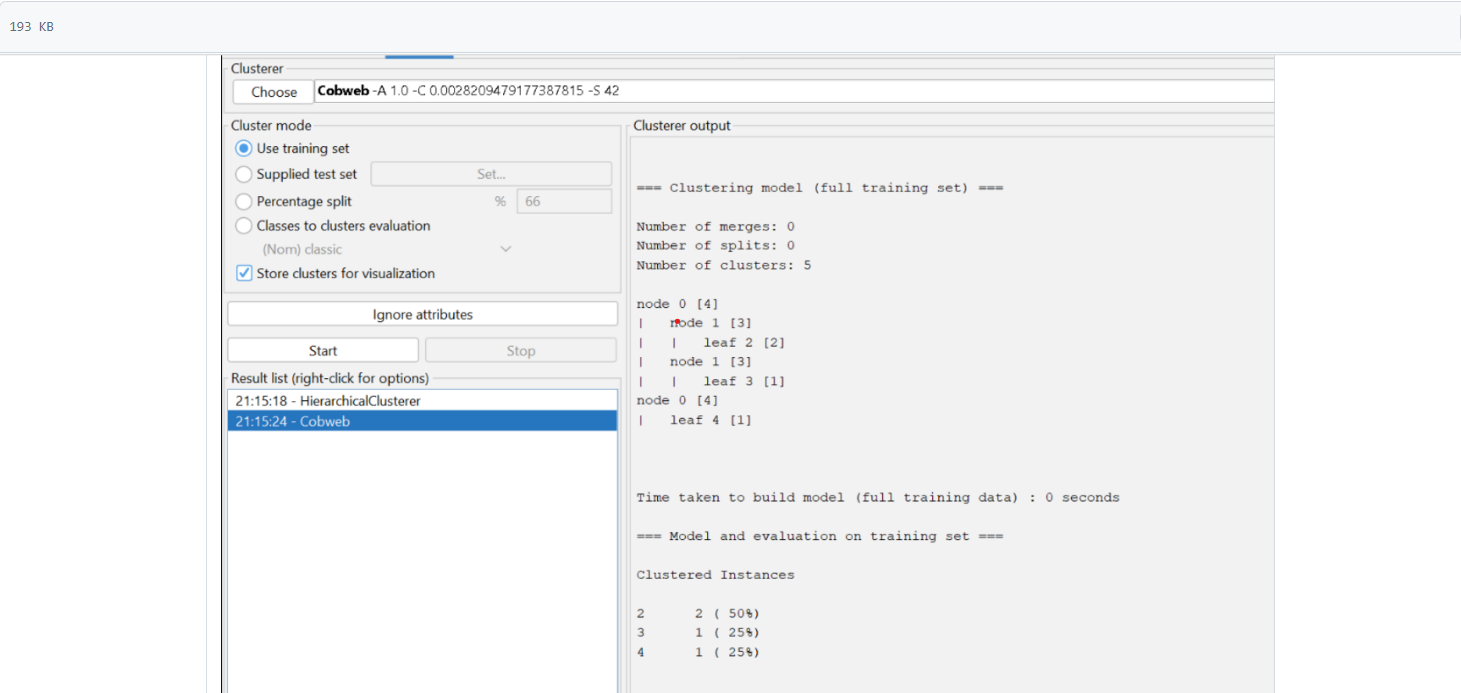 193 KB
Clusterer
Choose Cobweb -A 1.0 -C 0.0028209479177387815 -S 42
Cluster mode
Use training set
Supplied test set Set...
Percentage split % 66
Classes to clusters evaluation
(Nom) classic
Store clusters for visualization
Ignore attributes
Start Stop
Result list (right-click for options)
21:15:18 - HierarchicalClusterer
21:15:24 - Cobweb
Clusterer output
=== Clustering model (full training set) ===
Number of merges: 0
Number of splits: 0
Number of clusters: 5
node 0 [4]
|   node 1 [3]
|   |   leaf 2 [2]
|   node 1 [3]
|   |   leaf 3 [1]
node 0 [4]
|   leaf 4 [1]
Time taken to build model (full training data) : 0 seconds
=== Model and evaluation on training set ===
Clustered Instances
2      2 ( 50%)
3      1 ( 25%)
4      1 ( 25%)